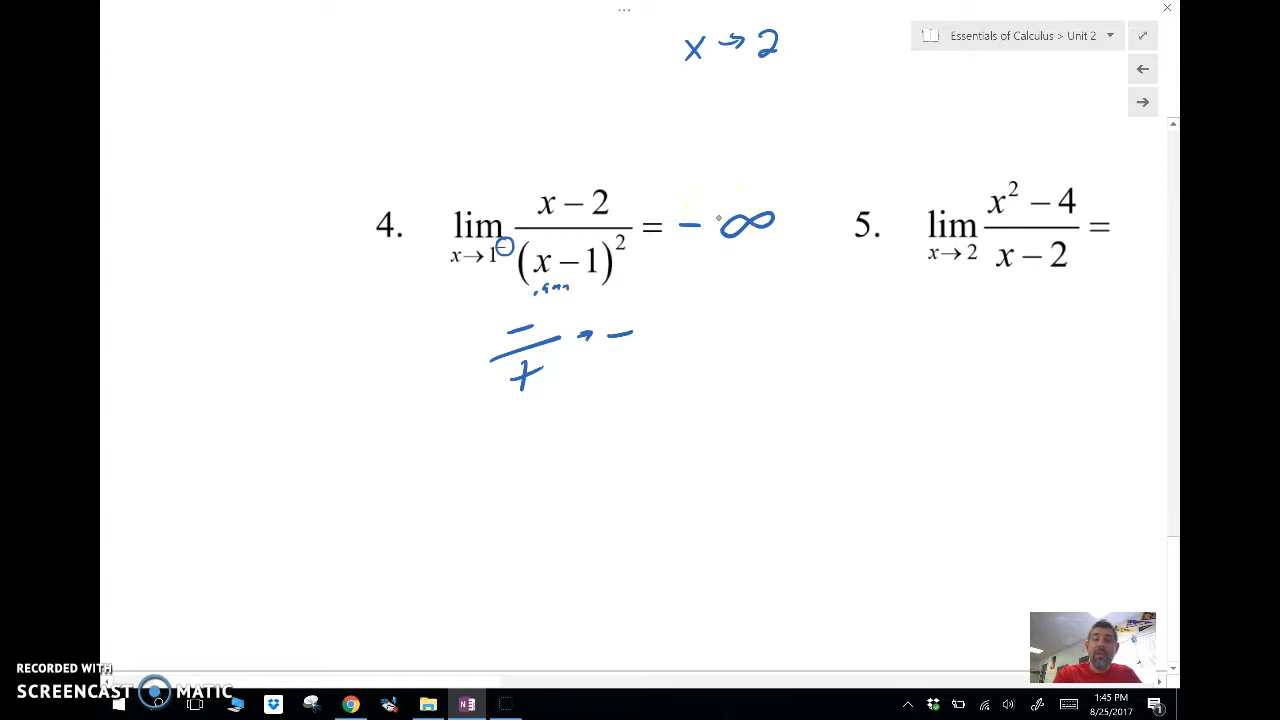 x → 2
Essentials of Calculus > Unit 2
4. lim x→1⁻ (x − 2)/(x − 1)² = − ∞
5. lim x→2 (x² − 4)/(x − 2) =
−/+ → −
RECORDED WITH
SCREENCAST MATIC
1:45 PM
8/25/2017